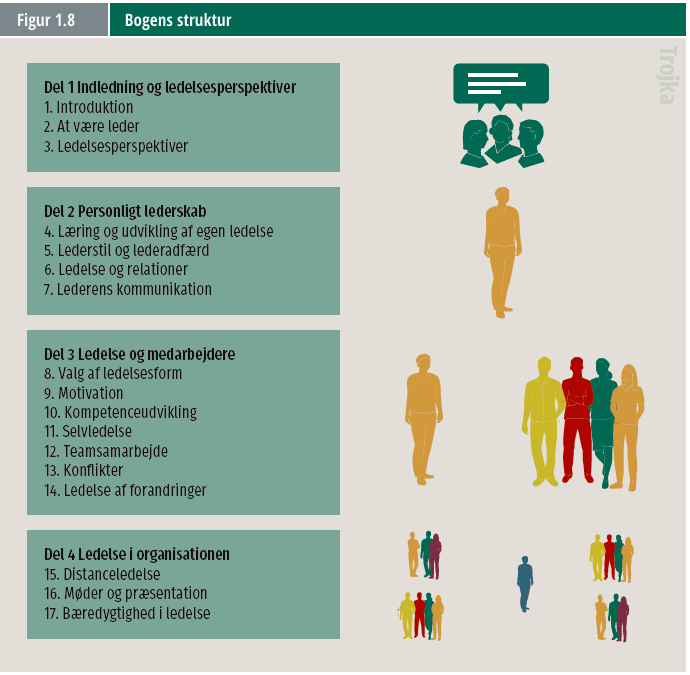 Figur 1.8
Bogens struktur
Trojka
Del 1 Indledning og ledelsesperspektiver
1. Introduktion
2. At være leder
3. Ledelsesperspektiver
Del 2 Personligt lederskab
4. Læring og udvikling af egen ledelse
5. Lederstil og lederadfærd
6. Ledelse og relationer
7. Lederens kommunikation
Del 3 Ledelse og medarbejdere
8. Valg af ledelsesform
9. Motivation
10. Kompetenceudvikling
11. Selvledelse
12. Teamsamarbejde
13. Konflikter
14. Ledelse af forandringer
Del 4 Ledelse i organisationen
15. Distanceledelse
16. Møder og præsentation
17. Bæredygtighed i ledelse